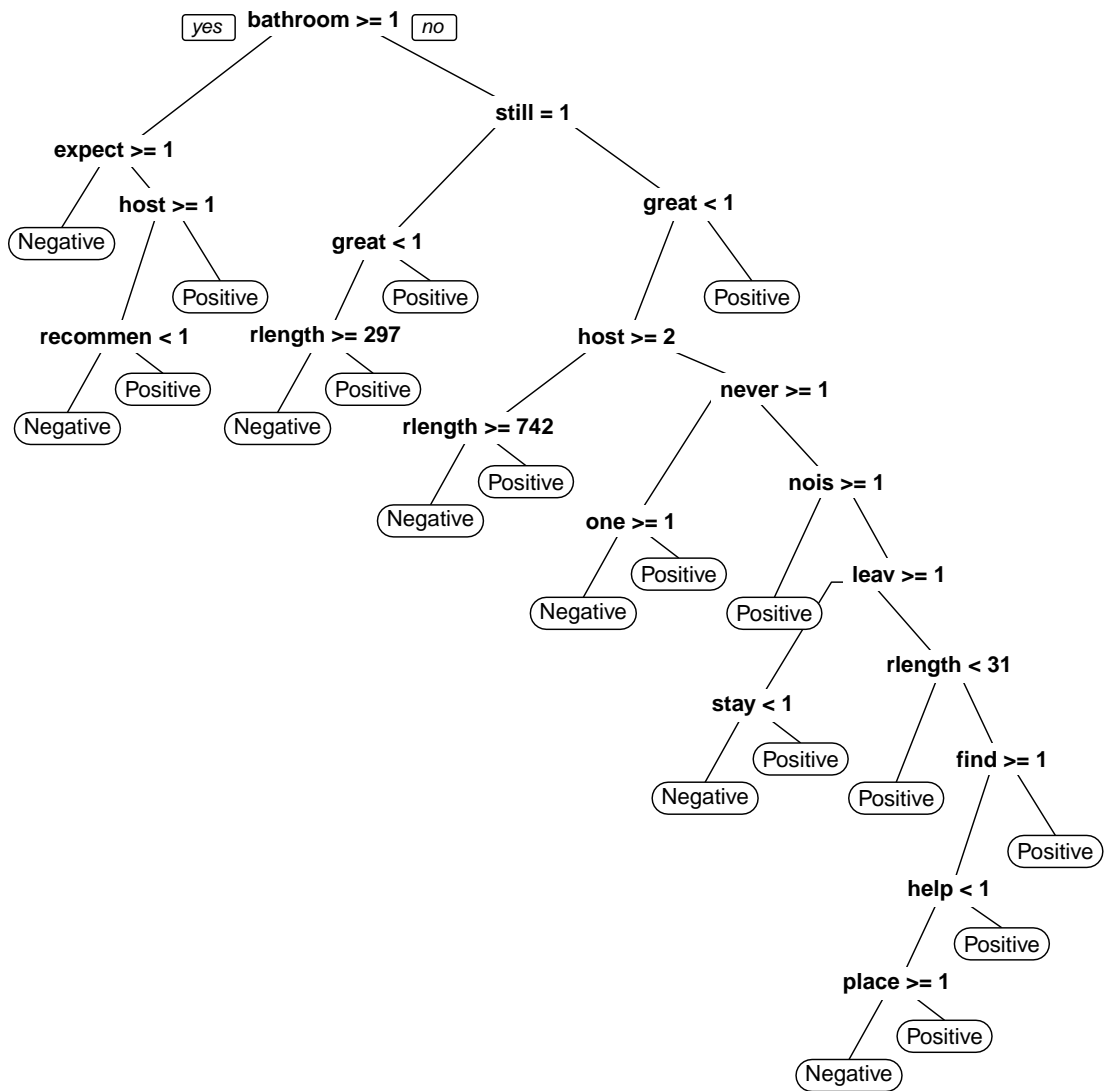 yes bathroom >= 1 no
still = 1
expect >= 1
host >= 1 great < 1
Negative great < 1
Positive Positive Positive
recommen < 1 rlength >= 297 host >= 2
Positive Positive never >= 1
Negative Negative rlength >= 742
Positive nois >= 1
Negative one >= 1
Positive leav >= 1
Negative Positive
rlength < 31
stay < 1
Positive find >= 1
Negative Positive
Positive
help < 1
Positive
place >= 1
Positive
Negative